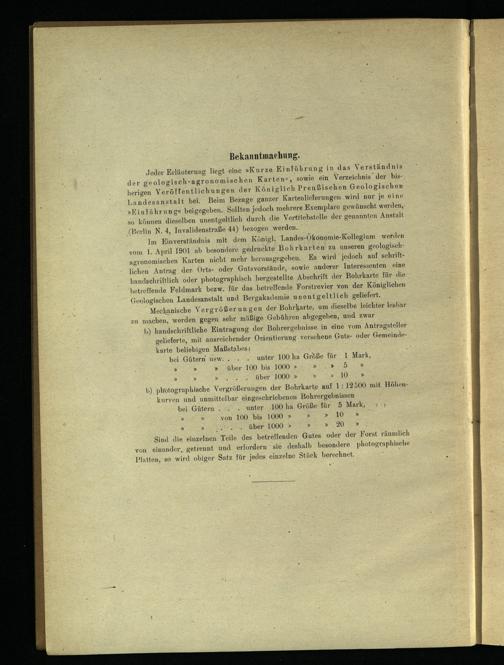 Bekanntmachung.
Jeder Erläuterung liegt eine »Kurze Einführung in das Verständnis
der geologisch-agronomischen Karten«, sowie ein Verzeichnis der bis-
herigen Veröffentlichungen der Königlich Preußischen Geologischen
Landesanstalt bei. Beim Bezuge ganzer Kartenlieferungen wird nur je eine
»Einführung« beigegeben. Sollten jedoch mehrere Exemplare gewünscht werden,
so können dieselben unentgeltlich durch die Vertriebstelle der genannten Anstalt
(Berlin N. 4, Invalidenstraße 44) bezogen werden.
Im Einverständnis mit dem Königl. Landes-Ökonomie-Kollegium werden
vom 1. April 1901 ab besondere gedruckte Bohrkarten zu unseren geologisch-
agronomischen Karten nicht mehr herausgegeben. Es wird jedoch auf schrift-
lichen Antrag der Orts- oder Gutsvorstände, sowie anderer Interessenten eine
handschriftlich oder photographisch hergestellte Abschrift der Bohrkarte für die
betreffende Feldmark bezw. für das betreffende Forstrevier von der Königlichen
Geologischen Landesanstalt und Bergakademie unentgeltlich geliefert.
Mechanische Vergrößerungen der Bohrkarte, um dieselbe leichter lesbar
zu machen, werden gegen sehr mäßige Gebühren abgegeben, und zwar
a) handschriftliche Eintragung der Bohrergebnisse in eine vom Antragsteller
gelieferte, mit ausreichender Orientierung versehene Guts- oder Gemeinde-
karte beliebigen Maßstabes:
bei Gütern usw. . . . unter 100 ha Größe für 1 Mark,
» » » über 100 bis 1000 » » » 5 »
» » » . . . über 1000 » » » 10 »
b) photographische Vergrößerungen der Bohrkarte auf 1:12500 mit Höhen-
kurven und unmittelbar eingeschriebenen Bohrergebnissen
bei Gütern . . . . unter 100 ha Größe für 5 Mark,
» » von 100 bis 1000 » » » 10 »
» » . . . . über 1000 » » » 20 »
Sind die einzelnen Teile des betreffenden Gutes oder der Forst räumlich
von einander getrennt und erfordern sie deshalb besondere photographische
Platten, so wird obiger Satz für jedes einzelne Stück berechnet.